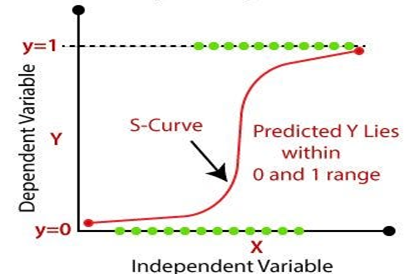 y=1
Dependent Variable
Y
S-Curve
Predicted Y Lies
within
0 and 1 range
y=0
X
Independent Variable